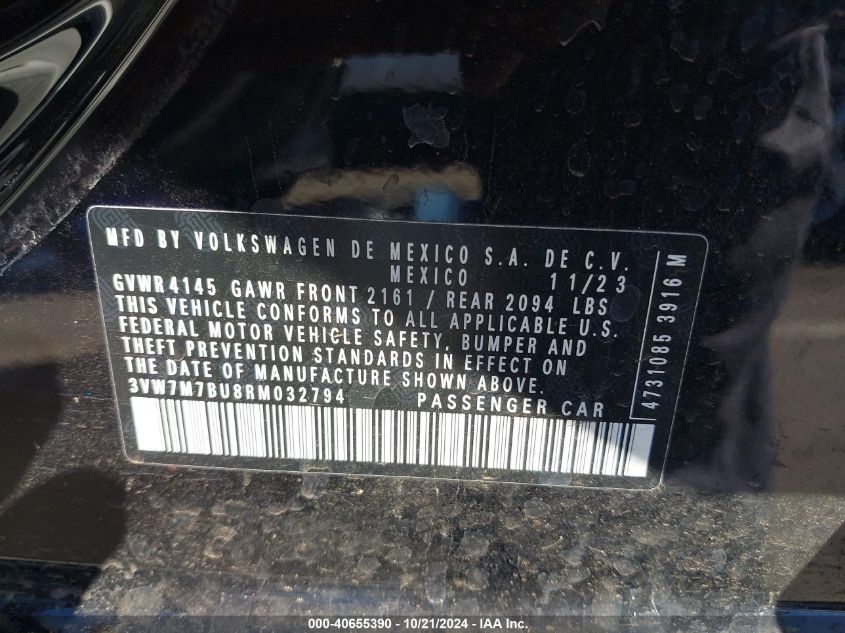 MFD BY VOLKSWAGEN DE MEXICO S.A. DE C.V.
MEXICO 11/23
GVWR 4145 GAWR FRONT 2161 / REAR 2094 LBS
THIS VEHICLE CONFORMS TO ALL APPLICABLE U.S.
FEDERAL MOTOR VEHICLE SAFETY, BUMPER AND
THEFT PREVENTION STANDARDS IN EFFECT ON
THE DATE OF MANUFACTURE SHOWN ABOVE.
3VW7M7BU8RM032794 PASSENGER CAR
4731085 3916 M
000-40655390 - 10/21/2024 - IAA Inc.